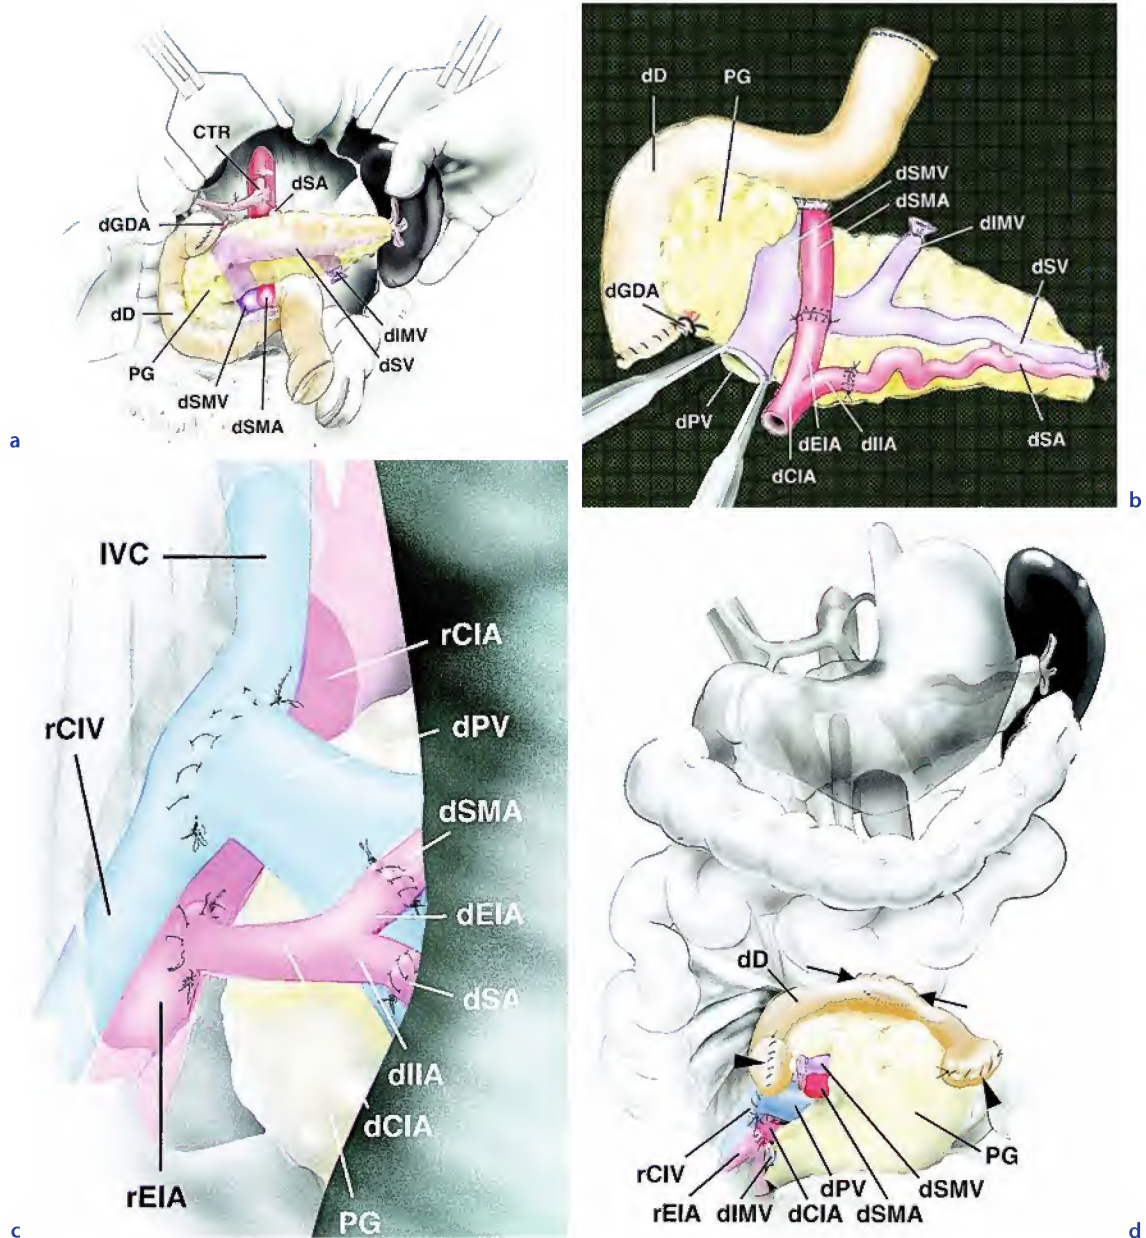 CTR
dSA
dGDA
dD
PG
dIMV
dSV
dSMV
dSMA
a
dD
PG
dSMV
dSMA
dIMV
dSV
dGDA
dPV
dEIA
dIIA
dSA
dCIA
b
IVC
rCIA
rCIV
dPV
dSMA
dEIA
dSA
dIIA
dCIA
rEIA
PG
c
dD
PG
rCIV
dPV
dSMV
rEIA
dIMV
dCIA
dSMA
d